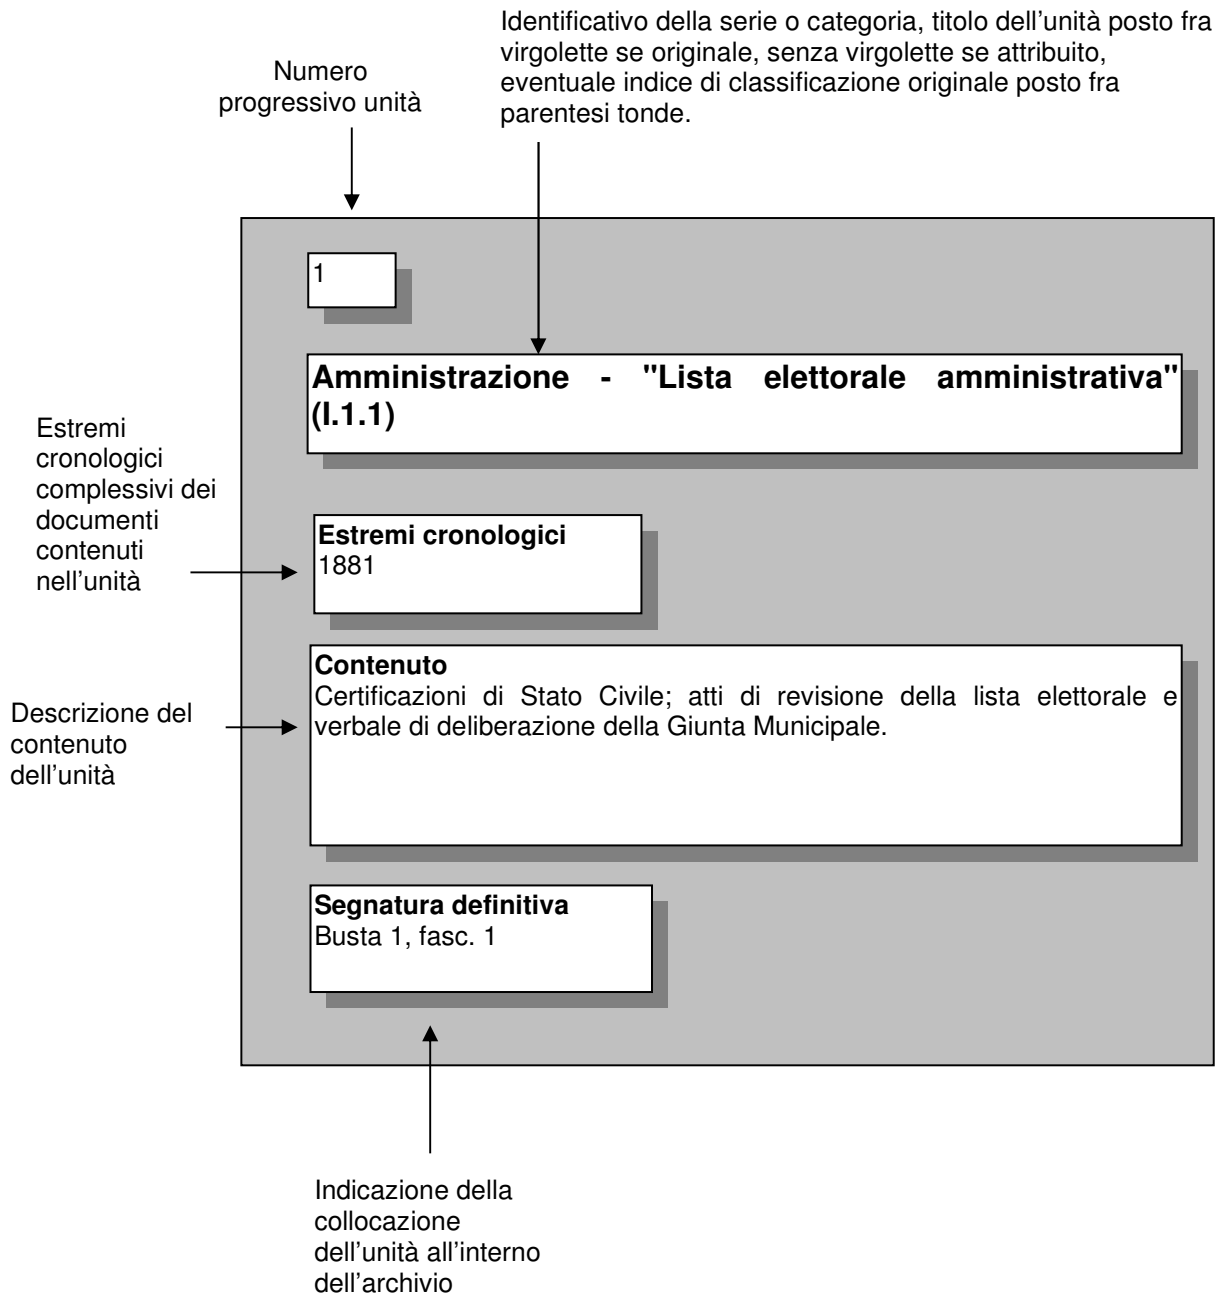 Identificativo della serie o categoria, titolo dell'unità posto fra
virgolette se originale, senza virgolette se attribuito,
eventuale indice di classificazione originale posto fra
parentesi tonde.
Numero
progressivo unità
1
Amministrazione - "Lista elettorale amministrativa"
(I.1.1)
Estremi
cronologici
complessivi dei
documenti
contenuti
nell'unità
Estremi cronologici
1881
Contenuto
Certificazioni di Stato Civile; atti di revisione della lista elettorale e
verbale di deliberazione della Giunta Municipale.
Descrizione del
contenuto
dell'unità
Segnatura definitiva
Busta 1, fasc. 1
Indicazione della
collocazione
dell'unità all'interno
dell'archivio